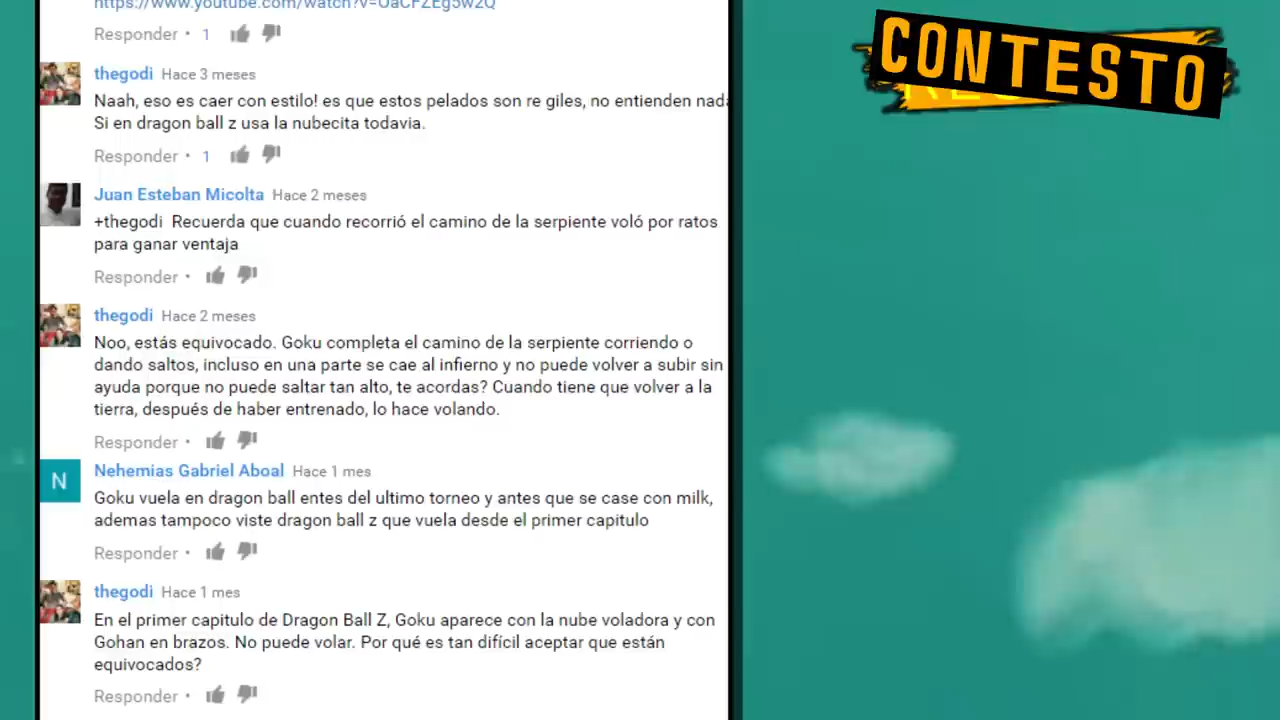 https://www.youtube.com/watch?v=OaCFZEg5w2Q
Responder • 1
CONTESTO
thegodi Hace 3 meses
Naah, eso es caer con estilo! es que estos pelados son re giles, no entienden nada
Si en dragon ball z usa la nubecita todavia.
Responder • 1
Juan Esteban Micolta Hace 2 meses
+thegodi Recuerda que cuando recorrió el camino de la serpiente voló por ratos
para ganar ventaja
Responder •
thegodi Hace 2 meses
Noo, estás equivocado. Goku completa el camino de la serpiente corriendo o
dando saltos, incluso en una parte se cae al infierno y no puede volver a subir sin
ayuda porque no puede saltar tan alto, te acordas? Cuando tiene que volver a la
tierra, después de haber entrenado, lo hace volando.
Responder •
N
Nehemias Gabriel Aboal Hace 1 mes
Goku vuela en dragon ball entes del ultimo torneo y antes que se case con milk,
ademas tampoco viste dragon ball z que vuela desde el primer capitulo
Responder •
thegodi Hace 1 mes
En el primer capitulo de Dragon Ball Z, Goku aparece con la nube voladora y con
Gohan en brazos. No puede volar. Por qué es tan difícil aceptar que están
equivocados?
Responder •